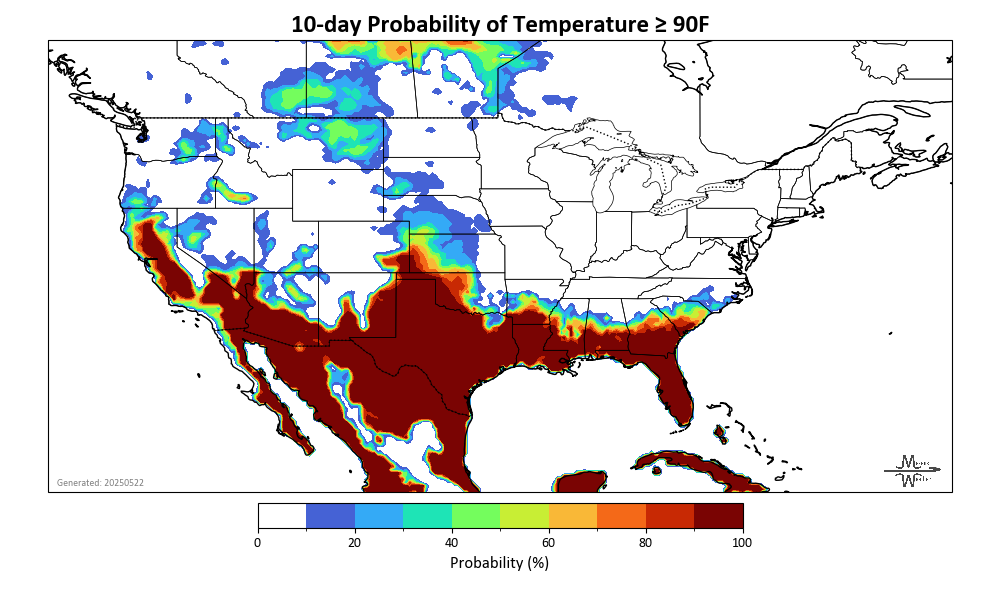 10-day Probability of Temperature ≥ 90F
Generated: 20250522
0 20 40 60 80 100
Probability (%)